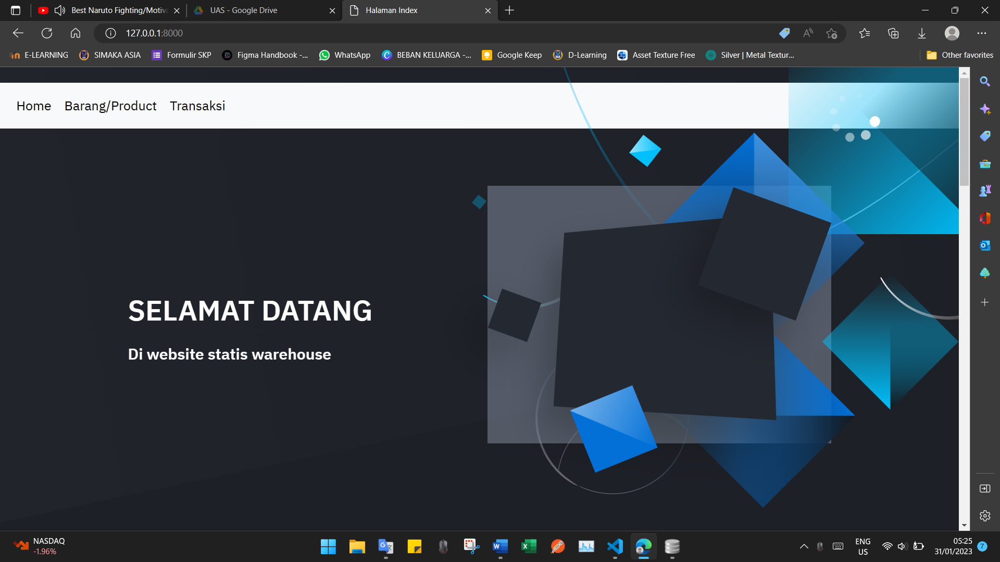 Best Naruto Fighting/Motiva
UAS - Google Drive
Halaman Index
127.0.0.1:8000
E-LEARNING
SIMAKA ASIA
Formulir SKP
Figma Handbook -...
WhatsApp
BEBAN KELUARGA -...
Google Keep
D-Learning
Asset Texture Free
Silver | Metal Textur...
Other favorites
Home
Barang/Product
Transaksi
SELAMAT DATANG
Di website statis warehouse
NASDAQ
-1.96%
ENG
US
05:25
31/01/2023
7